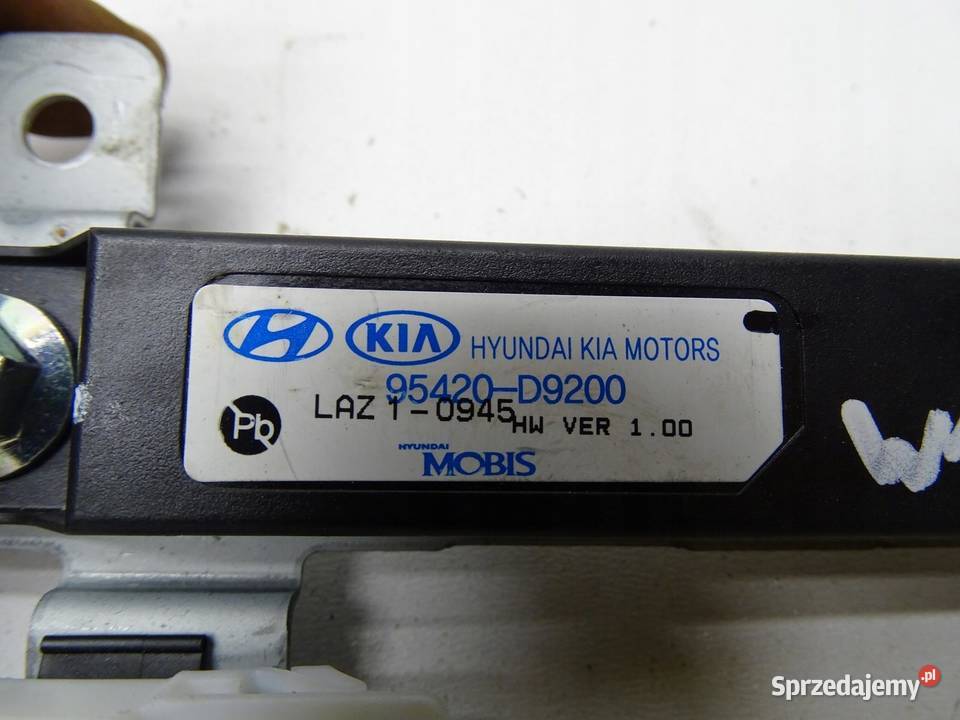 KIA HYUNDAI KIA MOTORS
95420-D9200
LAZ 1-0945 HW VER 1.00
Pb
HYUNDAI
MOBIS
Sprzedajemy.pl